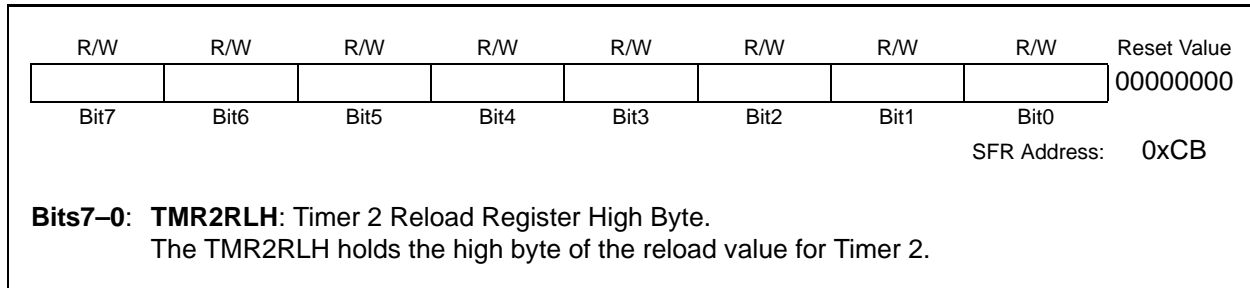 R/W R/W R/W R/W R/W R/W R/W R/W Reset Value
00000000
Bit7 Bit6 Bit5 Bit4 Bit3 Bit2 Bit1 Bit0
SFR Address: 0xCB
Bits7–0: TMR2RLH: Timer 2 Reload Register High Byte.
The TMR2RLH holds the high byte of the reload value for Timer 2.